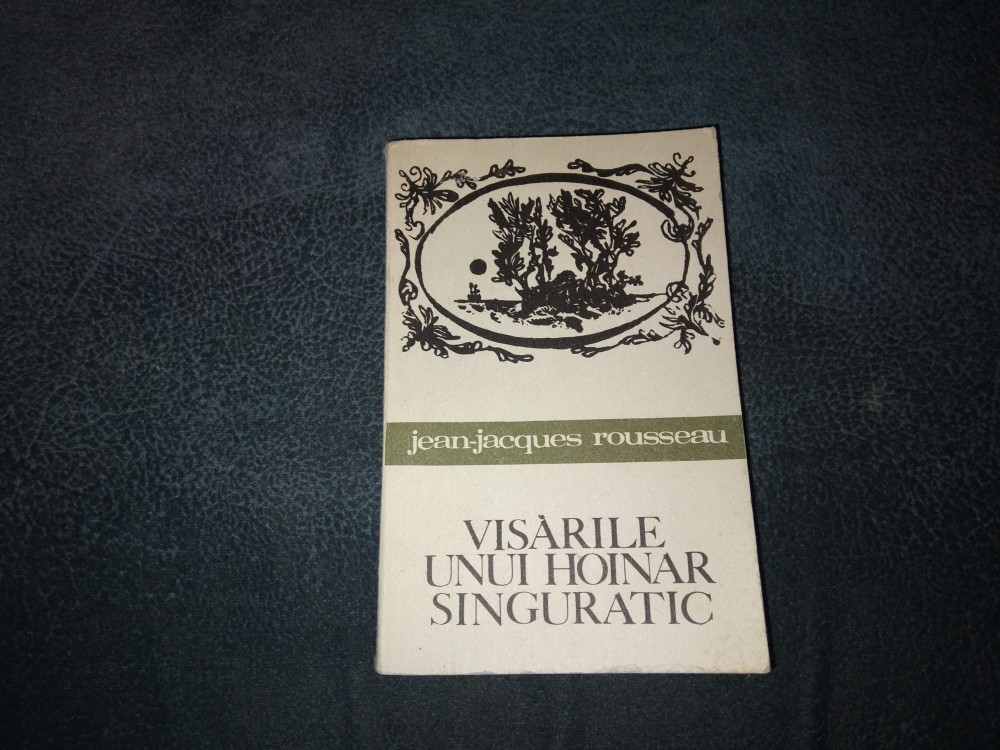 jean-jacques rousseau
VISĂRILE
UNUI HOINAR
SINGURATIC